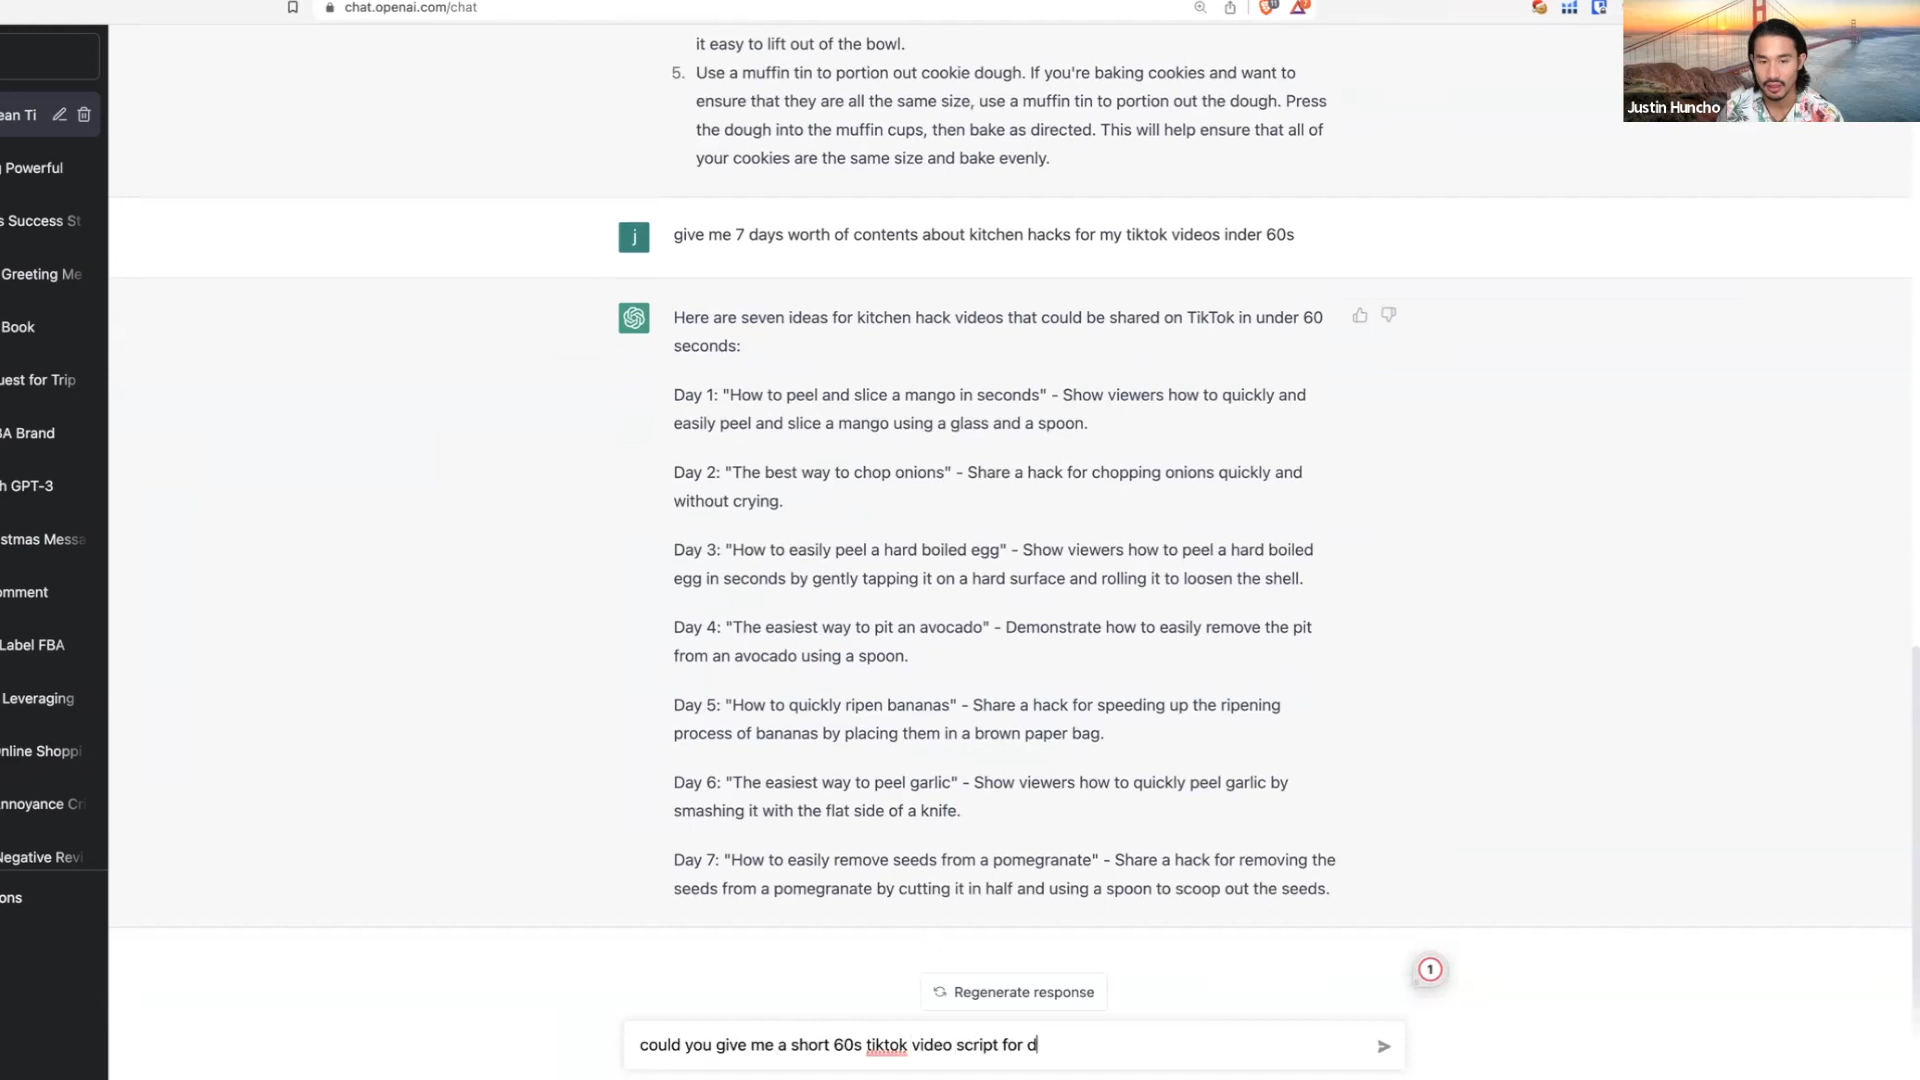 chat.openai.com/chat
it easy to lift out of the bowl.
5. Use a muffin tin to portion out cookie dough. If you're baking cookies and want to
ensure that they are all the same size, use a muffin tin to portion out the dough. Press
the dough into the muffin cups, then bake as directed. This will help ensure that all of
your cookies are the same size and bake evenly.
Justin Huncho
ean Ti
Powerful
s Success St
Greeting Me
Book
uest for Trip
BA Brand
h GPT-3
stmas Messa
omment
Label FBA
Leveraging
nline Shoppi
nnoyance Cri
Negative Revi
ons
j
give me 7 days worth of contents about kitchen hacks for my tiktok videos inder 60s
Here are seven ideas for kitchen hack videos that could be shared on TikTok in under 60
seconds:
Day 1: "How to peel and slice a mango in seconds" - Show viewers how to quickly and
easily peel and slice a mango using a glass and a spoon.
Day 2: "The best way to chop onions" - Share a hack for chopping onions quickly and
without crying.
Day 3: "How to easily peel a hard boiled egg" - Show viewers how to peel a hard boiled
egg in seconds by gently tapping it on a hard surface and rolling it to loosen the shell.
Day 4: "The easiest way to pit an avocado" - Demonstrate how to easily remove the pit
from an avocado using a spoon.
Day 5: "How to quickly ripen bananas" - Share a hack for speeding up the ripening
process of bananas by placing them in a brown paper bag.
Day 6: "The easiest way to peel garlic" - Show viewers how to quickly peel garlic by
smashing it with the flat side of a knife.
Day 7: "How to easily remove seeds from a pomegranate" - Share a hack for removing the
seeds from a pomegranate by cutting it in half and using a spoon to scoop out the seeds.
1
Regenerate response
could you give me a short 60s tiktok video script for d